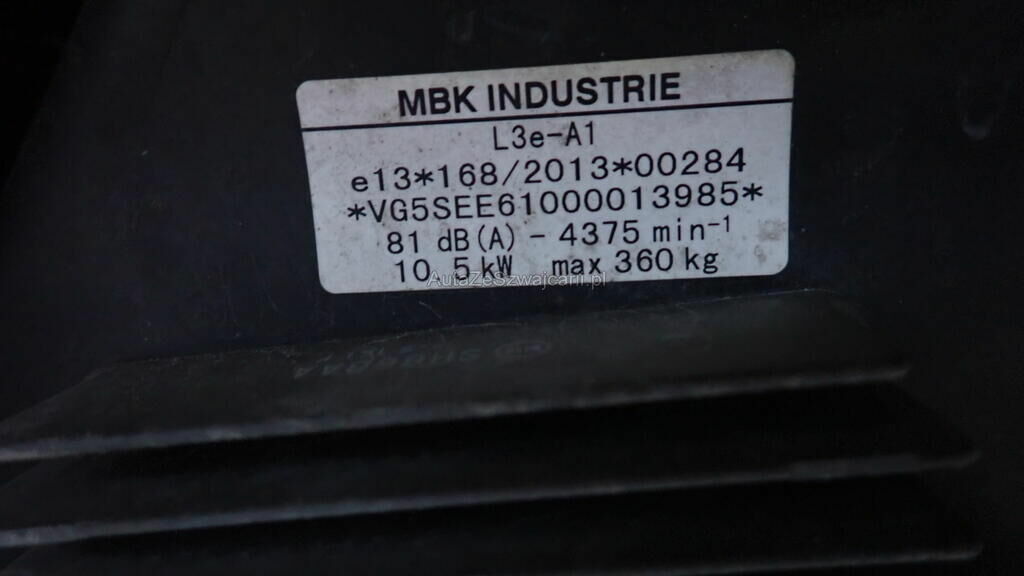 MBK INDUSTRIE
L3e-A1
e13*168/2013*00284
*VG5SEE61000013985*
81 dB(A) - 4375 min⁻¹
10.5 kW max 360 kg
AutaZeSzwajcarii.pl